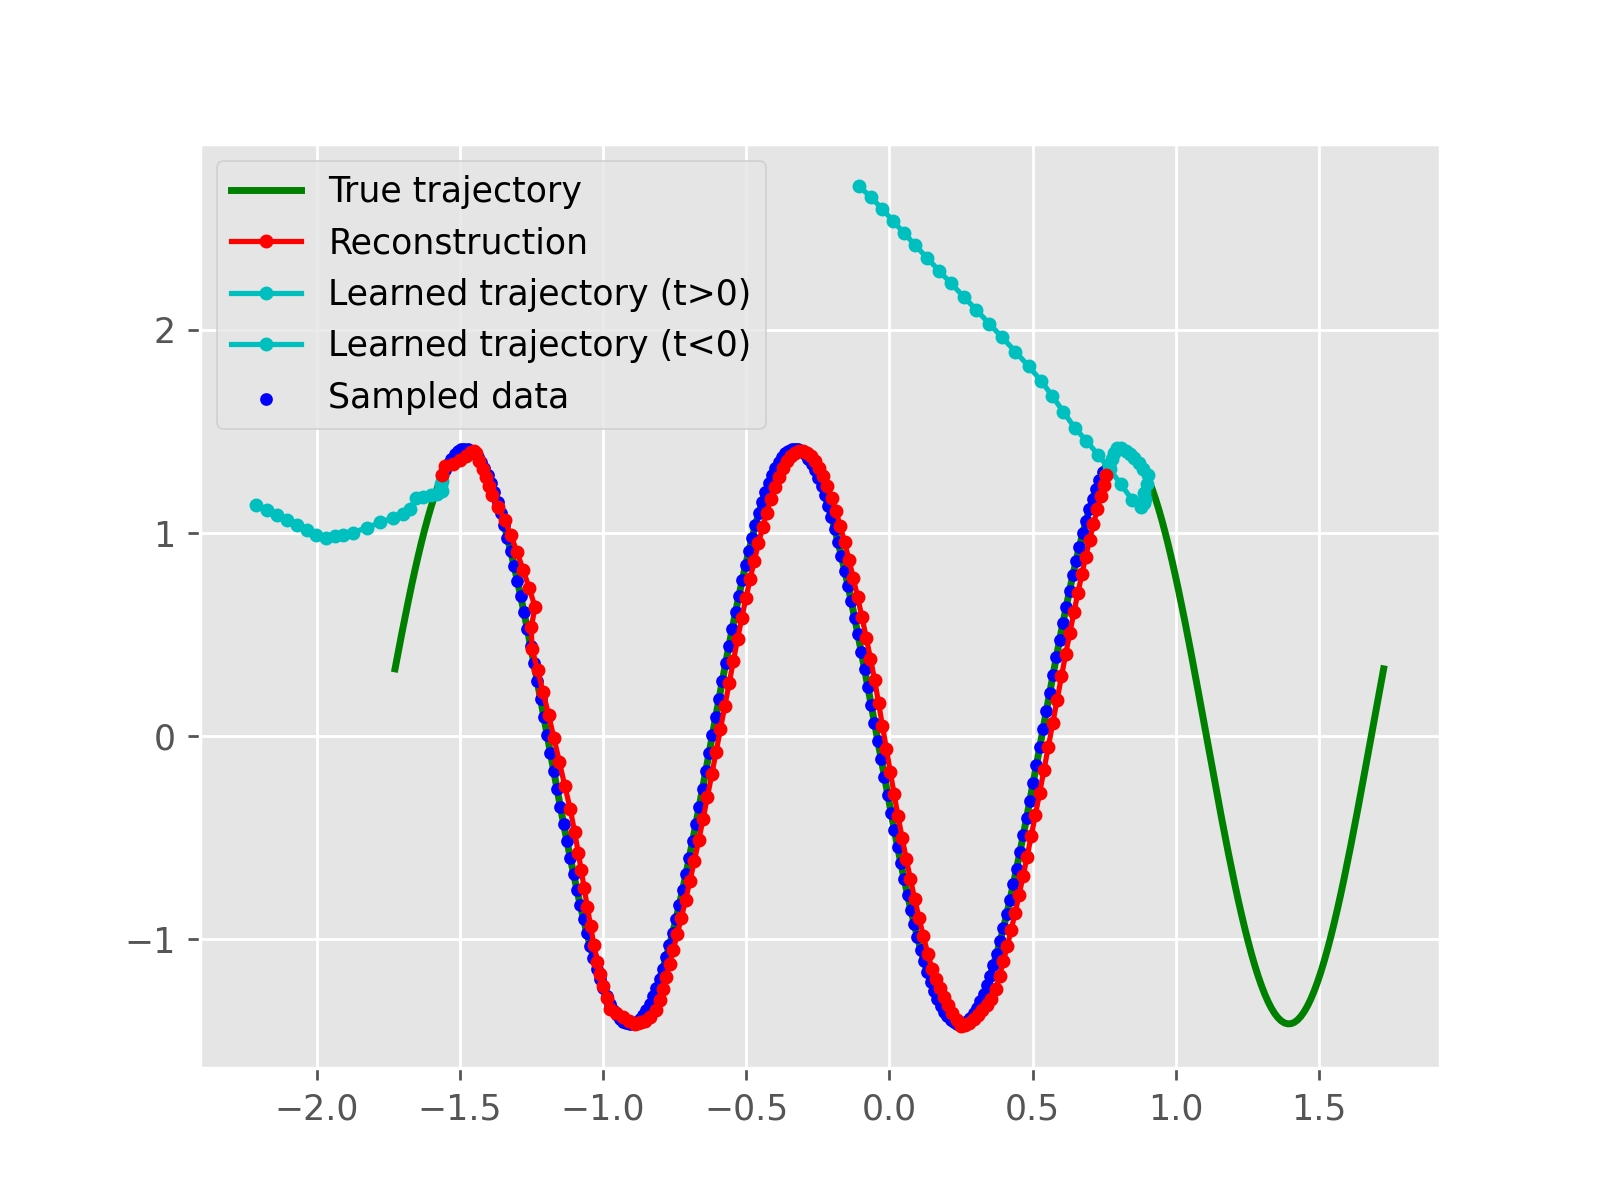 True trajectory
Reconstruction
Learned trajectory (t>0)
Learned trajectory (t<0)
Sampled data
2
1
0
−1
−2.0 −1.5 −1.0 −0.5 0.0 0.5 1.0 1.5